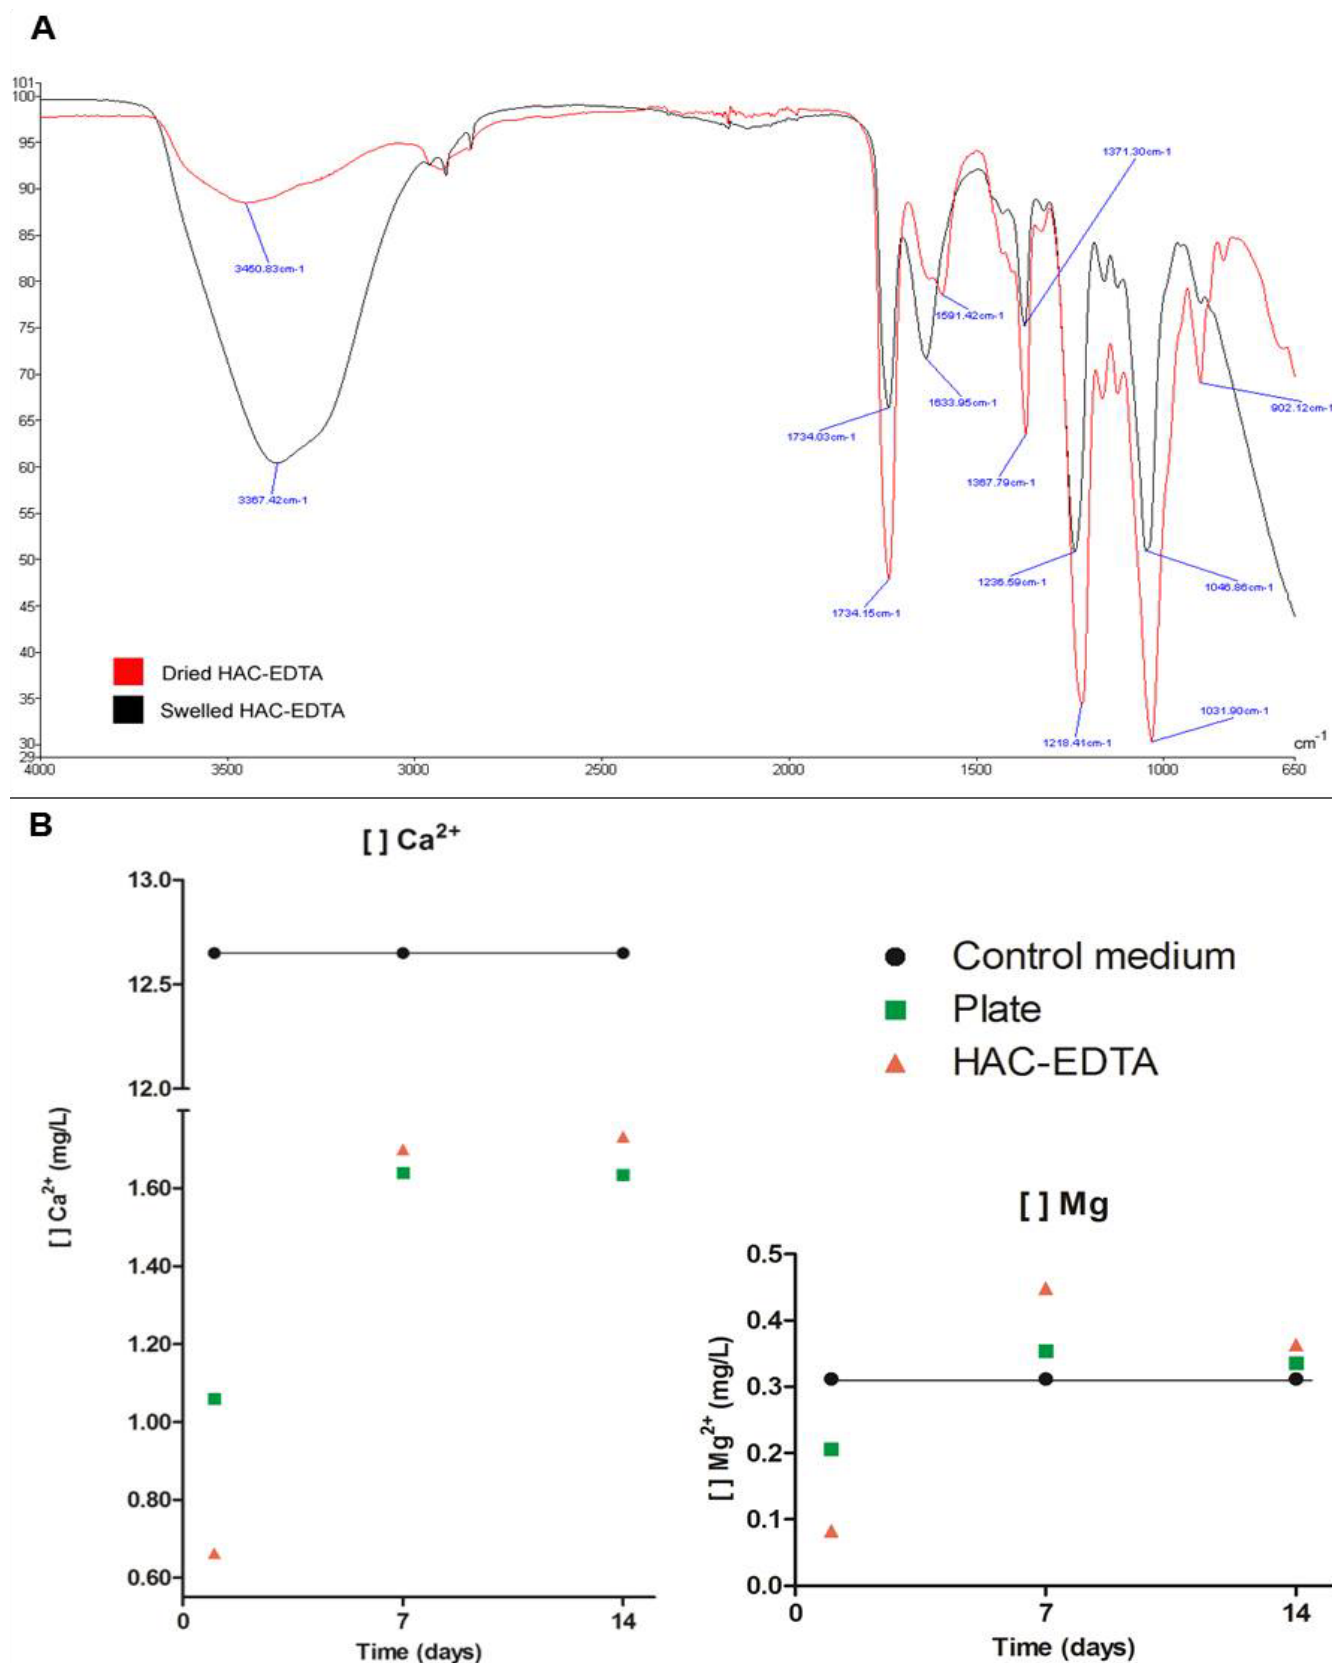 A
101
100
95
90
85
80
75
70
65
60
55
50
45
40
35
30
29
4000 3500 3000 2500 2000 1500 1000 650
cm-1
3450.83cm-1
3367.42cm-1
1734.03cm-1
1734.15cm-1
1633.95cm-1
1591.42cm-1
1371.30cm-1
1367.79cm-1
1236.59cm-1
1218.41cm-1
1046.86cm-1
1031.90cm-1
902.12cm-1
Dried HAC-EDTA
Swelled HAC-EDTA
B
[ ] Ca2+
13.0
12.5
12.0
1.60
1.40
1.20
1.00
0.80
0.60
[ ] Ca2+ (mg/L)
0 7 14
Time (days)
Control medium
Plate
HAC-EDTA
[ ] Mg
0.5
0.4
0.3
0.2
0.1
0.0
[ ] Mg2+ (mg/L)
0 7 14
Time (days)